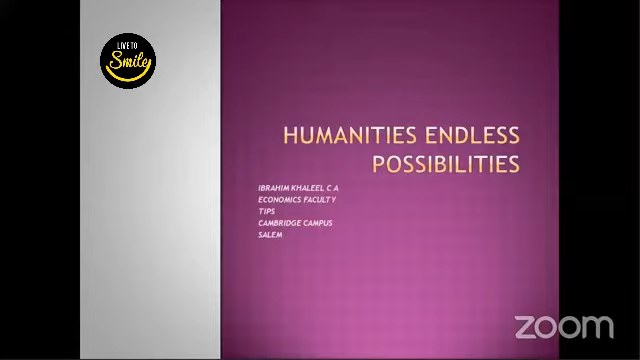 LIVE TO
Smile
HUMANITIES ENDLESS
POSSIBILITIES
IBRAHIM KHALEEL C A
ECONOMICS FACULTY
TIPS
CAMBRIDGE CAMPUS
SALEM
zoom